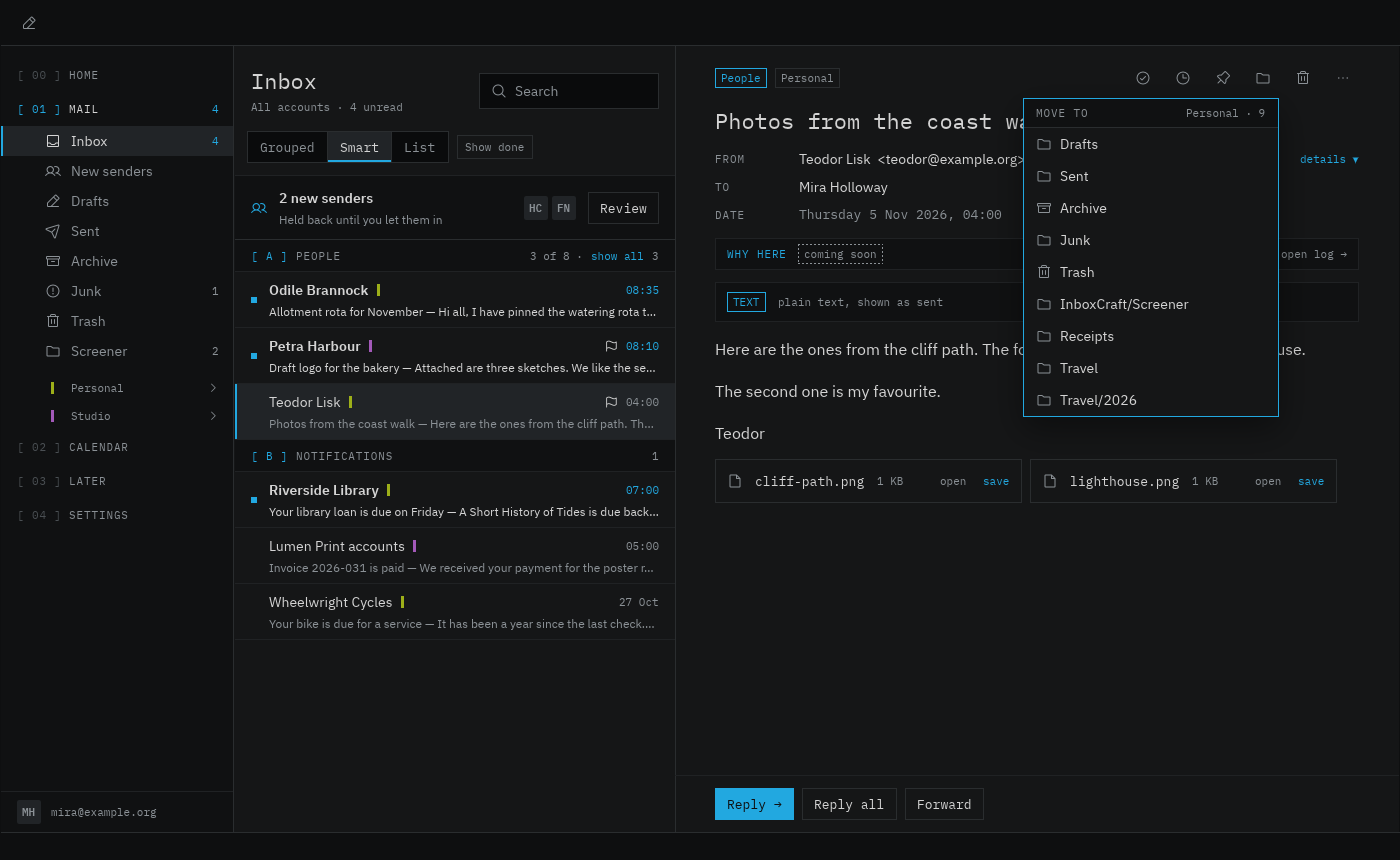 [ 00 ] HOME
[ 01 ] MAIL 4
Inbox 4
New senders
Drafts
Sent
Archive
Junk 1
Trash
Screener 2
Personal
Studio
[ 02 ] CALENDAR
[ 03 ] LATER
[ 04 ] SETTINGS
MH mira@example.org
Inbox
All accounts · 4 unread
Search
Grouped Smart List Show done
2 new senders
Held back until you let them in
HC FN Review
[ A ] PEOPLE 3 of 8 · show all 3
Odile Brannock 08:35
Allotment rota for November — Hi all, I have pinned the watering rota t…
Petra Harbour 08:10
Draft logo for the bakery — Attached are three sketches. We like the se…
Teodor Lisk 04:00
Photos from the coast walk — Here are the ones from the cliff path. Th…
[ B ] NOTIFICATIONS 1
Riverside Library 07:00
Your library loan is due on Friday — A Short History of Tides is due back…
Lumen Print accounts 05:00
Invoice 2026-031 is paid — We received your payment for the poster r…
Wheelwright Cycles 27 Oct
Your bike is due for a service — It has been a year since the last check.…
People Personal
Photos from the coast
FROM Teodor Lisk <teodor@example.org> details ▾
TO Mira Holloway
DATE Thursday 5 Nov 2026, 04:00
WHY HERE coming soon open log →
TEXT plain text, shown as sent
Here are the ones from the cliff path. The
The second one is my favourite.
Teodor
cliff-path.png 1 KB open save
lighthouse.png 1 KB open save
Reply → Reply all Forward
MOVE TO Personal · 9
Drafts
Sent
Archive
Junk
Trash
InboxCraft/Screener
Receipts
Travel
Travel/2026